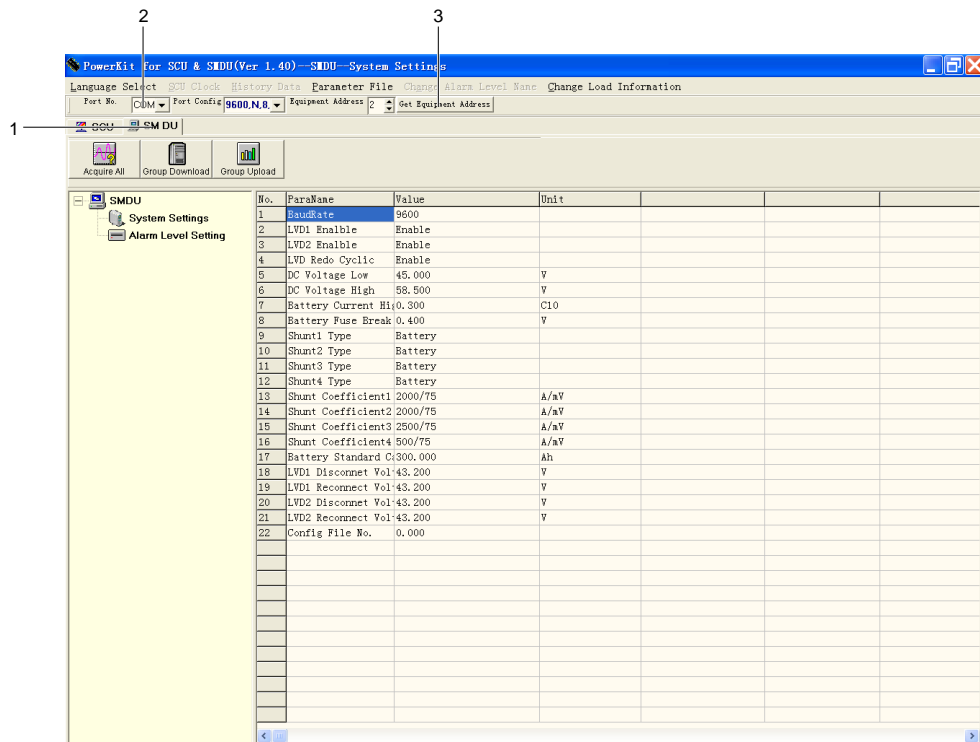 2 3
PowerKit for SCU & SMDU(Ver 1.40)--SMDU--System Settings
Language Select SCU Clock History Data Parameter File Change Alarm Level Name Change Load Information
Port No. COM Port Config 9600,N,8, Equipment Address 2 Get Equipment Address
1 SCU SMDU
Acquire All Group Download Group Upload
SMDU
System Settings
Alarm Level Setting
No. ParaName Value Unit
1 BaudRate 9600
2 LVD1 Enalble Enable
3 LVD2 Enalble Enable
4 LVD Redo Cyclic Enable
5 DC Voltage Low 45.000 V
6 DC Voltage High 58.500 V
7 Battery Current Hi 0.300 C10
8 Battery Fuse Break 0.400 V
9 Shunt1 Type Battery
10 Shunt2 Type Battery
11 Shunt3 Type Battery
12 Shunt4 Type Battery
13 Shunt Coefficient1 2000/75 A/mV
14 Shunt Coefficient2 2000/75 A/mV
15 Shunt Coefficient3 2500/75 A/mV
16 Shunt Coefficient4 500/75 A/mV
17 Battery Standard C 300.000 Ah
18 LVD1 Disconnet Vol 43.200 V
19 LVD1 Reconnect Vol 43.200 V
20 LVD2 Disconnet Vol 43.200 V
21 LVD2 Reconnect Vol 43.200 V
22 Config File No. 0.000